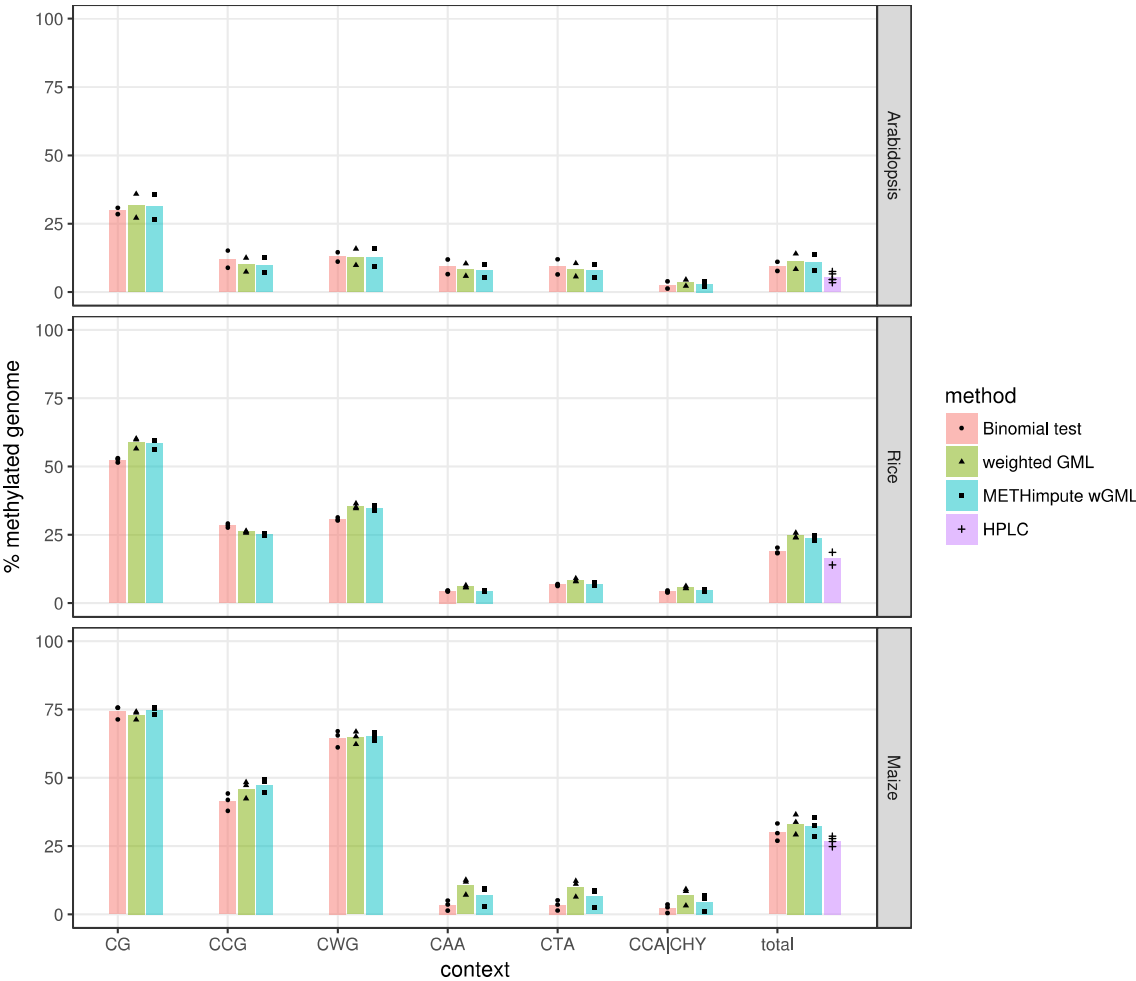 100
75
50
25
0
Arabidopsis
100
75
50
25
0
Rice
100
75
50
25
0
Maize
% methylated genome
CG CCG CWG CAA CTA CCA|CHY total
context
method
Binomial test
weighted GML
METHimpute wGML
HPLC